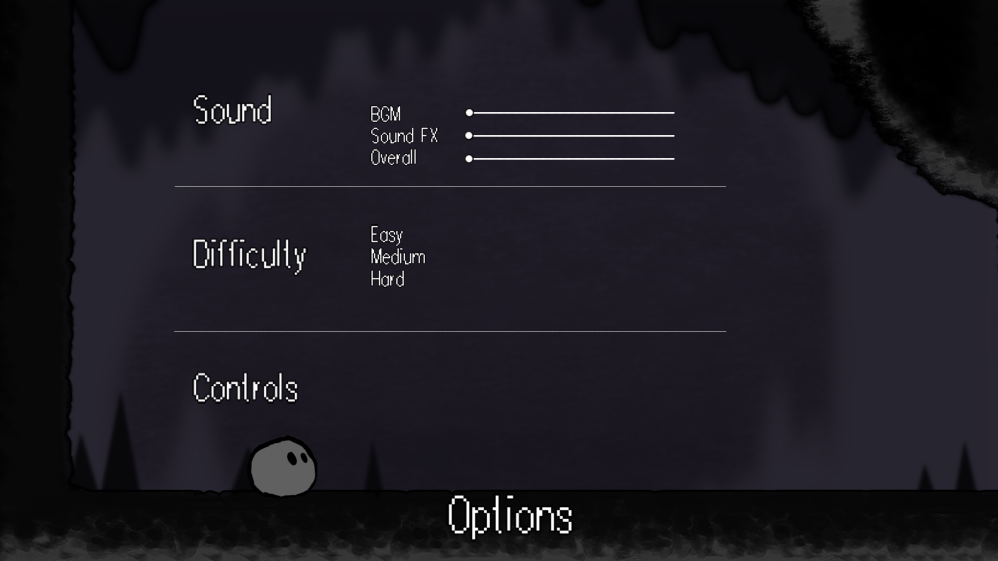 Sound
BGM
Sound FX
Overall
Difficulty
Easy
Medium
Hard
Controls
Options